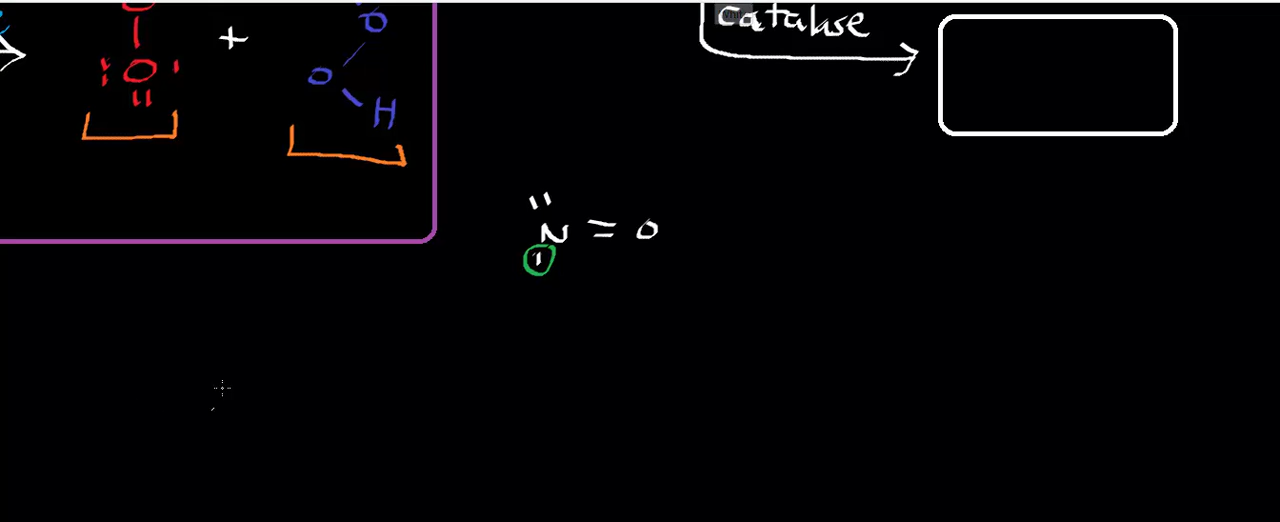 catalase
+
O
O
O
H
N = O